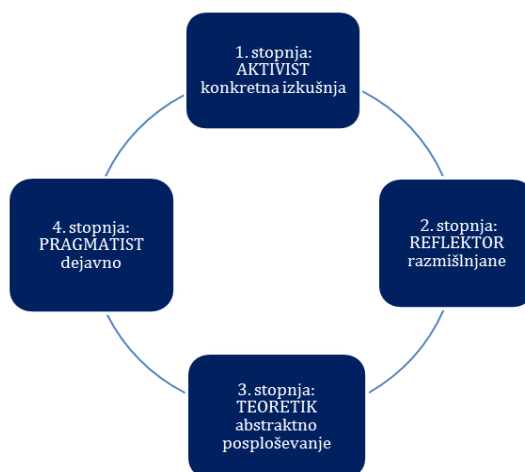 1. stopnja:
AKTIVIST
konkretna izkušnja
2. stopnja:
REFLEKTOR
razmišlnjane
3. stopnja:
TEORETIK
abstraktno
posploševanje
4. stopnja:
PRAGMATIST
dejavno